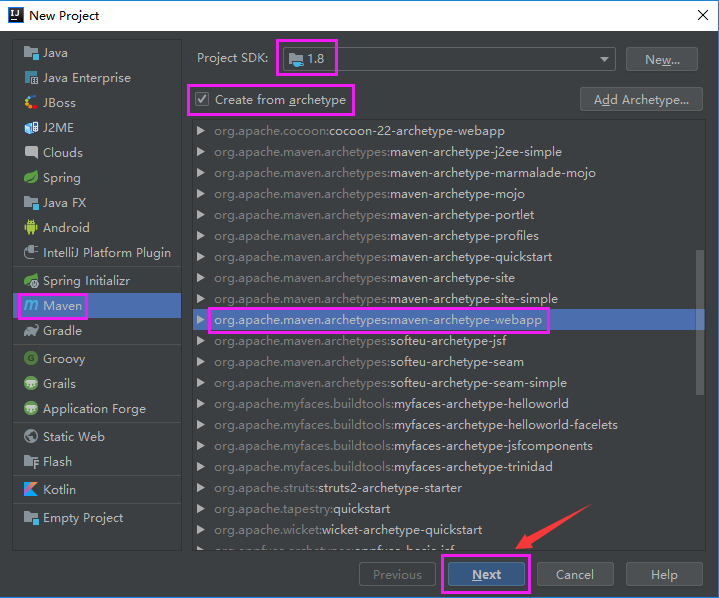 New Project
Java
Java Enterprise
JBoss
J2ME
Clouds
Spring
Java FX
Android
IntelliJ Platform Plugin
Spring Initializr
Maven
Gradle
Groovy
Grails
Application Forge
Static Web
Flash
Kotlin
Empty Project
Project SDK: 1.8 New...
Create from archetype Add Archetype...
org.apache.cocoon:cocoon-22-archetype-webapp
org.apache.maven.archetypes:maven-archetype-j2ee-simple
org.apache.maven.archetypes:maven-archetype-marmalade-mojo
org.apache.maven.archetypes:maven-archetype-mojo
org.apache.maven.archetypes:maven-archetype-portlet
org.apache.maven.archetypes:maven-archetype-profiles
org.apache.maven.archetypes:maven-archetype-quickstart
org.apache.maven.archetypes:maven-archetype-site
org.apache.maven.archetypes:maven-archetype-site-simple
org.apache.maven.archetypes:maven-archetype-webapp
org.apache.maven.archetypes:softeu-archetype-jsf
org.apache.maven.archetypes:softeu-archetype-seam
org.apache.maven.archetypes:softeu-archetype-seam-simple
org.apache.myfaces.buildtools:myfaces-archetype-helloworld
org.apache.myfaces.buildtools:myfaces-archetype-helloworld-facelets
org.apache.myfaces.buildtools:myfaces-archetype-jsfcomponents
org.apache.myfaces.buildtools:myfaces-archetype-trinidad
org.apache.struts:struts2-archetype-starter
org.apache.tapestry:quickstart
org.apache.wicket:wicket-archetype-quickstart
Previous Next Cancel Help